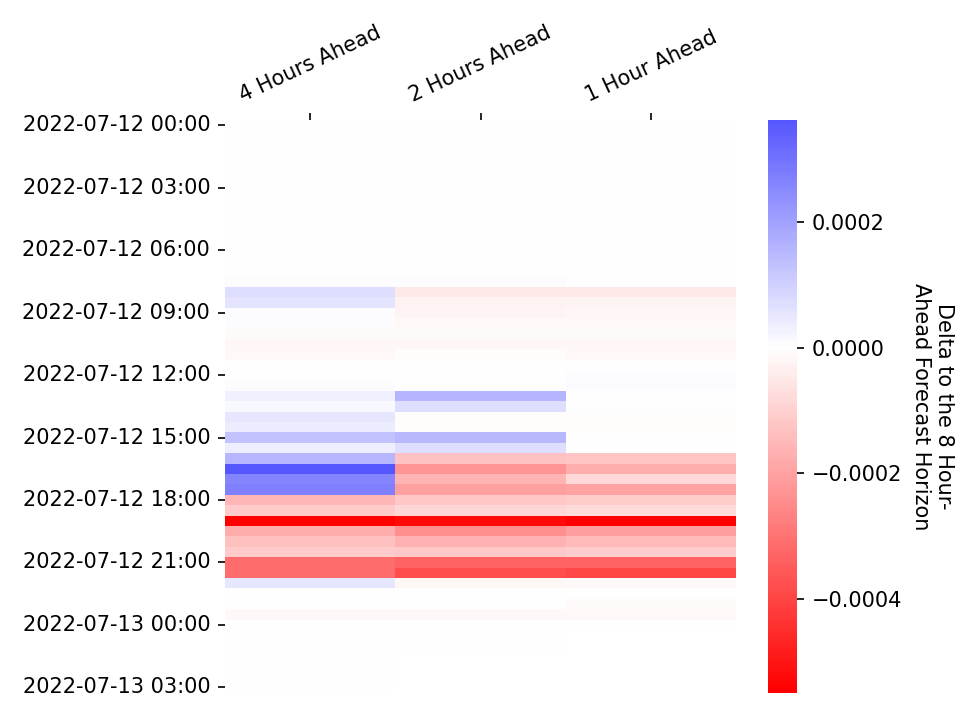 4 Hours Ahead
2 Hours Ahead
1 Hour Ahead
2022-07-12 00:00
2022-07-12 03:00
2022-07-12 06:00
2022-07-12 09:00
2022-07-12 12:00
2022-07-12 15:00
2022-07-12 18:00
2022-07-12 21:00
2022-07-13 00:00
2022-07-13 03:00
0.0002
0.0000
−0.0002
−0.0004
Delta to the 8 Hour-
Ahead Forecast Horizon